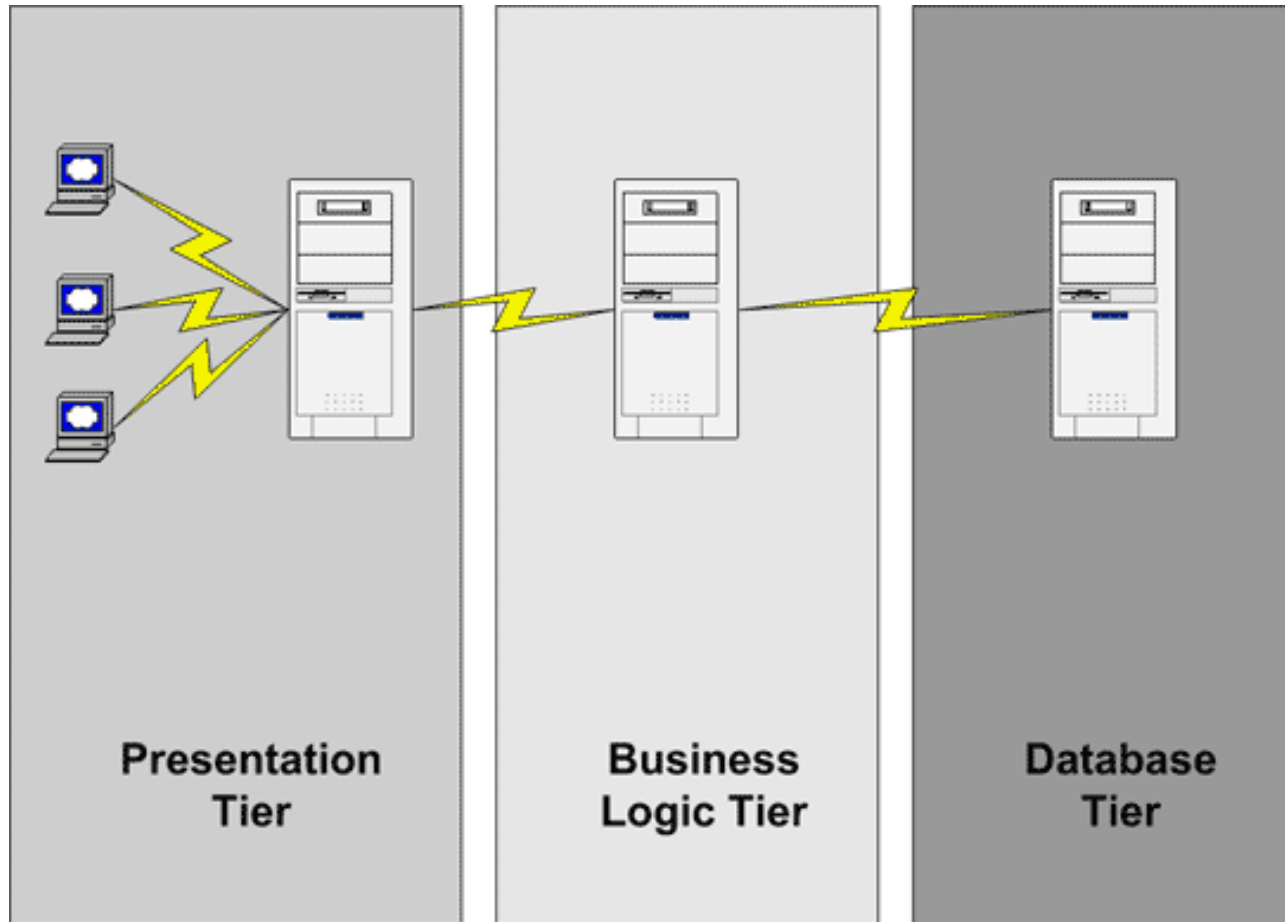 Presentation
Tier
Business
Logic Tier
Database
Tier